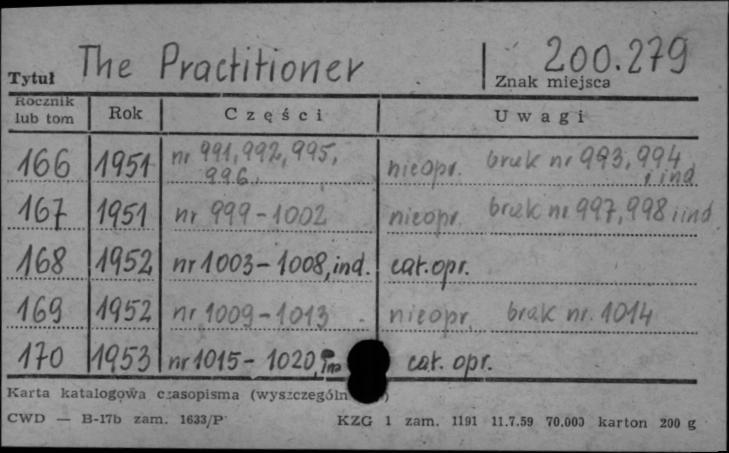 Tytuł The Practitioner 200.279
Znak miejsca
Rocznik lub tom Rok Części Uwagi
166 1951 nr 991, 992, 995, nieopr. brak nr 993, 994
996. i ind
167 1951 nr 999-1002 nieopr. brak nr 997, 998 i ind
168 1952 nr 1003-1008, ind. cał. opr.
169 1952 nr 1009-1013 nieopr. brak nr. 1014
170 1953 nr 1015-1020, cał. opr.
Karta katalogowa czasopisma (wyszczególn )
CWD — B-17b zam. 1633/P KZG 1 zam. 1191 11.7.59 70.000 karton 200 g